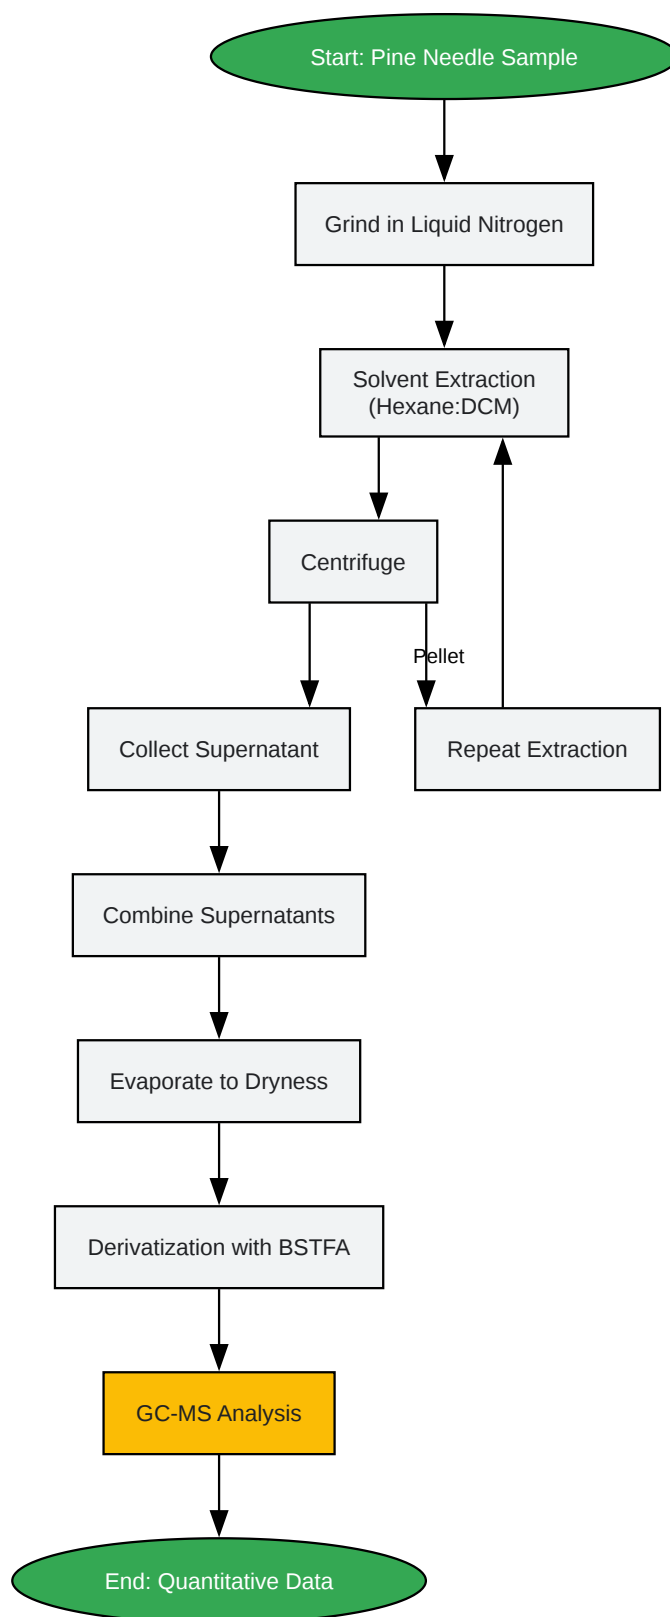 Start: Pine Needle Sample
Grind in Liquid Nitrogen
Solvent Extraction
(Hexane:DCM)
Centrifuge
Pellet
Collect Supernatant
Repeat Extraction
Combine Supernatants
Evaporate to Dryness
Derivatization with BSTFA
GC-MS Analysis
End: Quantitative Data